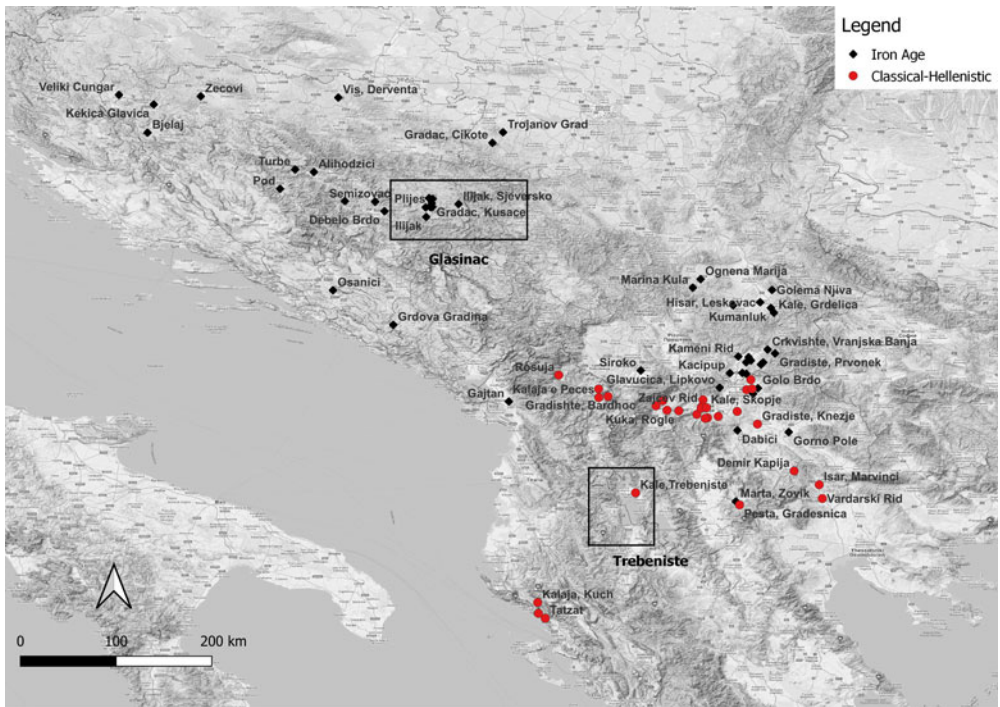 Legend
Iron Age
Classical-Hellenistic
Veliki Cungar
Zecovi
Vis, Derventa
Kekica Glavica
Bjelaj
Trojanov Grad
Gradac, Cikote
Turbe
Alihodzici
Pod
Semizovac
Plijes
Ilijak, Sjeversko
Debelo Brdo
Gradac, Kusace
Ilijak
Glasinac
Osanici
Ognena Marija
Marina Kula
Golema Njiva
Hisar, Leskovac
Kale, Grdelica
Kumanluk
Grdova Gradina
Crkvishte, Vranjska Banja
Kameni Rid
Rosuja
Siroko
Kacipup
Gradiste, Prvonek
Glavucica, Lipkovo
Golo Brdo
Gajtan
Kalaja e Peces
Zajcev Rid
Kale, Skopje
Gradishte, Bardhoc
Kuka, Rogle
Gradiste, Knezje
Dabici
Gorno Pole
Demir Kapija
Isar, Marvinci
Kale,Trebeniste
Marta, Zovik
Vardarski Rid
Pesta, Gradesnica
Trebeniste
Kalaja, Kuch
Tatzat
0 100 200 km